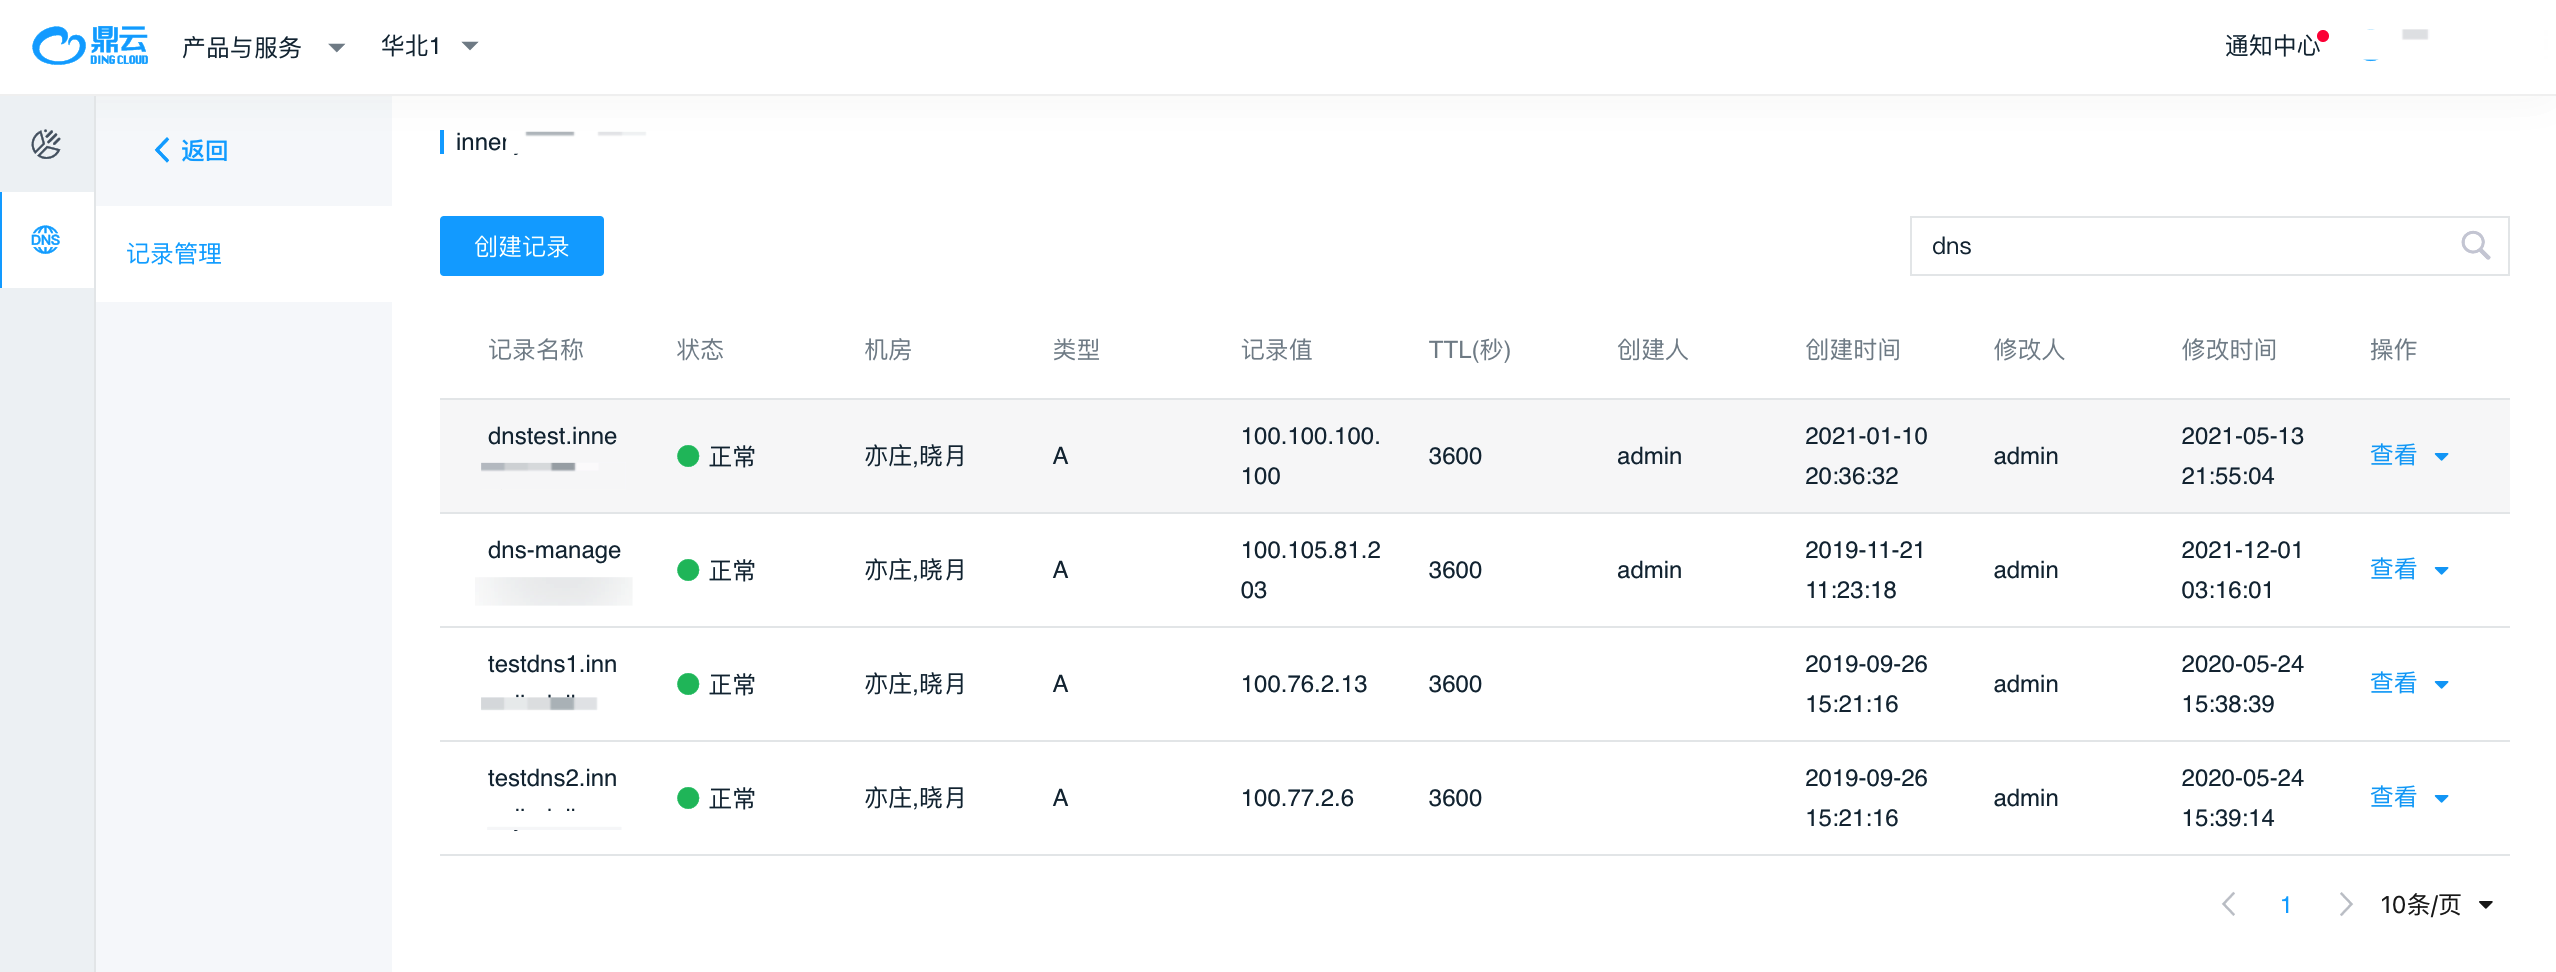 鼎云
DING CLOUD
产品与服务
华北1
通知中心
返回
inner
DNS
记录管理
创建记录
dns
记录名称 状态 机房 类型 记录值 TTL(秒) 创建人 创建时间 修改人 修改时间 操作
dnstest.inne 正常 亦庄,晓月 A 100.100.100. 3600 admin 2021-01-10 admin 2021-05-13 查看
100 20:36:32 21:55:04
dns-manage 正常 亦庄,晓月 A 100.105.81.2 3600 admin 2019-11-21 admin 2021-12-01 查看
03 11:23:18 03:16:01
testdns1.inn 正常 亦庄,晓月 A 100.76.2.13 3600 2019-09-26 admin 2020-05-24 查看
15:21:16 15:38:39
testdns2.inn 正常 亦庄,晓月 A 100.77.2.6 3600 2019-09-26 admin 2020-05-24 查看
15:21:16 15:39:14
1 10条/页